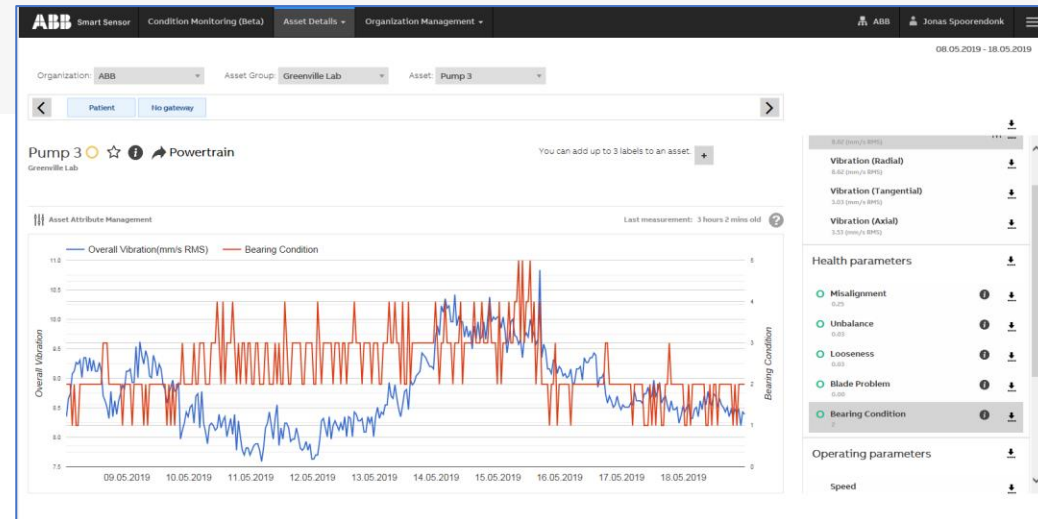 ABB Smart Sensor Condition Monitoring (Beta) Asset Details Organization Management ABB Jonas Spoorendonk
08.05.2019 - 18.05.2019
Organization: ABB Asset Group: Greenville Lab Asset: Pump 3
Patient No gateway
Pump 3 Powertrain
Greenville Lab
You can add up to 3 labels to an asset. +
Asset Attribute Management Last measurement: 3 hours 2 mins old ?
Overall Vibration(mm/s RMS) Bearing Condition
11.0
10.5
10.0
9.5
9.0
8.5
8.0
7.5
Overall Vibration
5
4
3
2
1
0
Bearing Condition
09.05.2019 10.05.2019 11.05.2019 12.05.2019 13.05.2019 14.05.2019 15.05.2019 16.05.2019 17.05.2019 18.05.2019
Vibration (Radial)
8.62 (mm/s RMS)
Vibration (Tangential)
3.03 (mm/s RMS)
Vibration (Axial)
3.53 (mm/s RMS)
Health parameters
Misalignment
0.25
Unbalance
0.03
Looseness
0.03
Blade Problem
0.00
Bearing Condition
2
Operating parameters
Speed